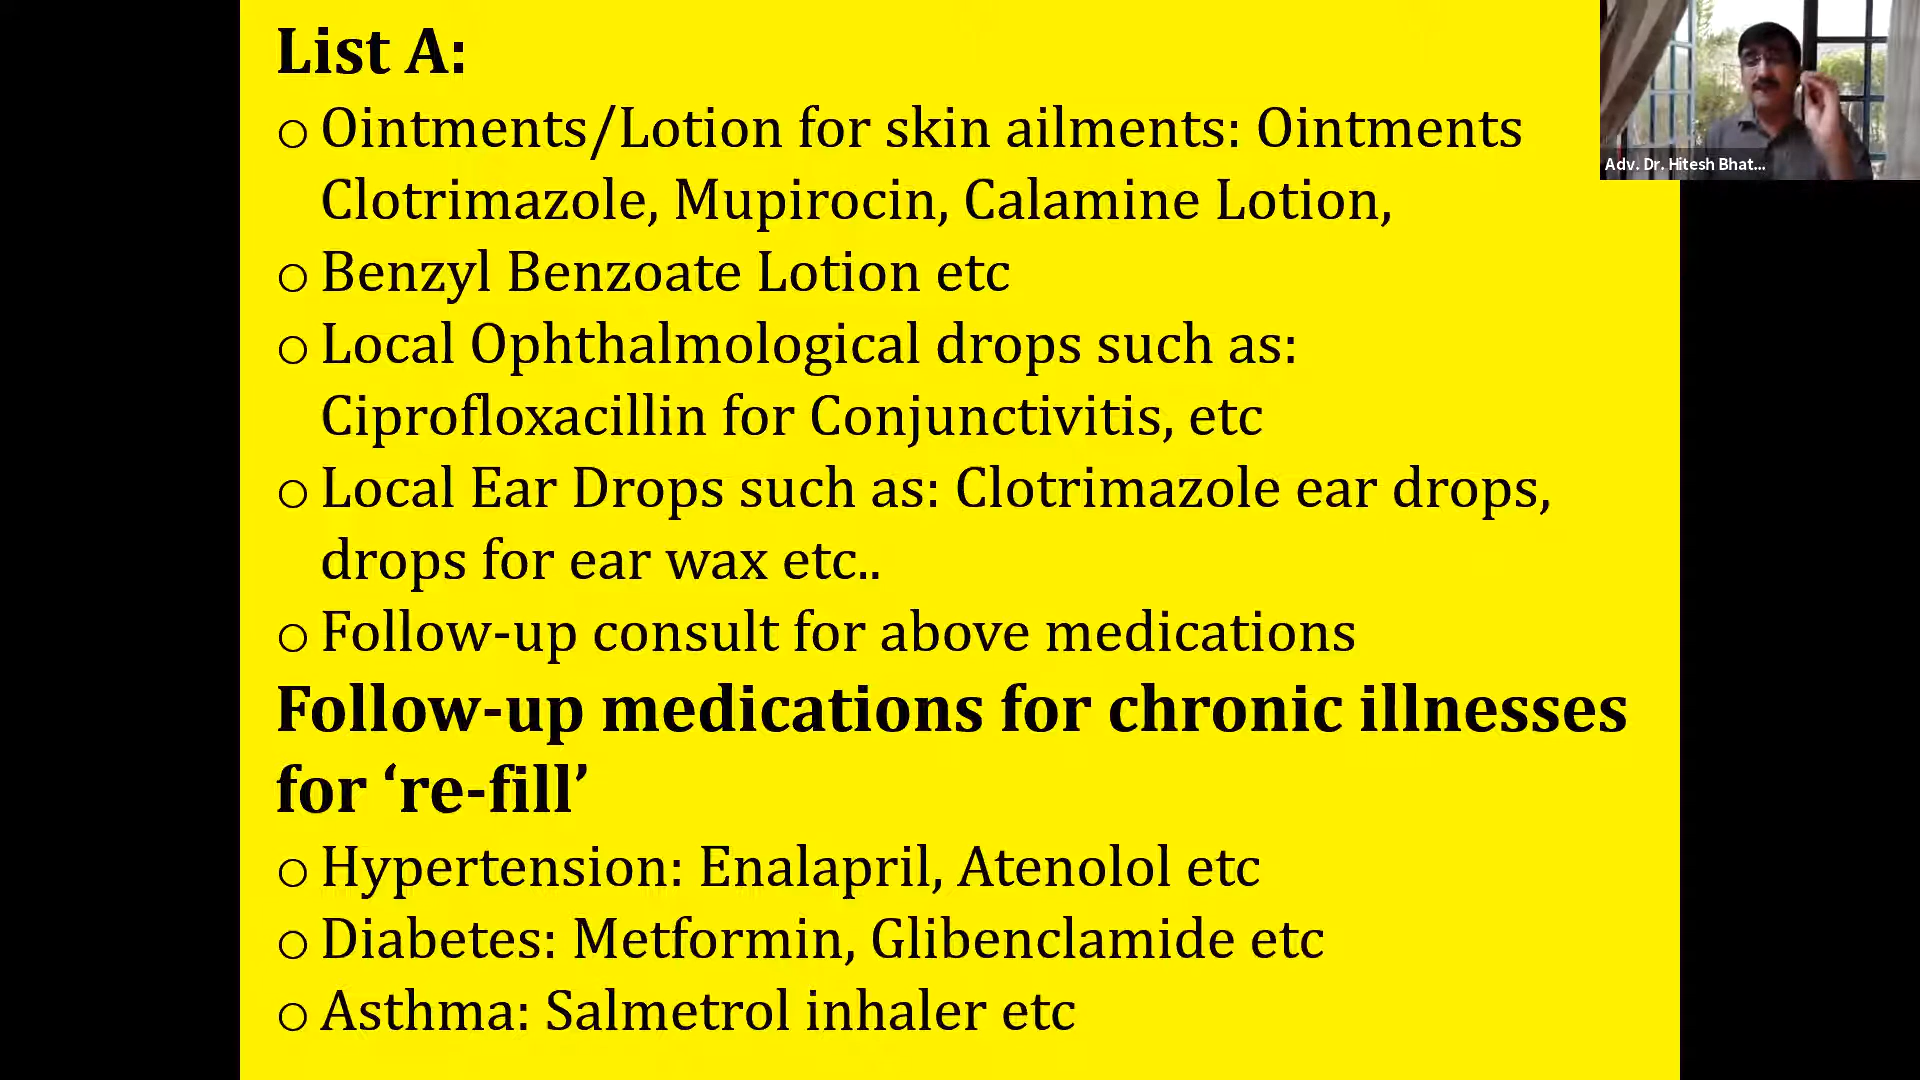 List A:
○ Ointments/Lotion for skin ailments: Ointments
Clotrimazole, Mupirocin, Calamine Lotion,
○ Benzyl Benzoate Lotion etc
○ Local Ophthalmological drops such as:
Ciprofloxacillin for Conjunctivitis, etc
○ Local Ear Drops such as: Clotrimazole ear drops,
drops for ear wax etc..
○ Follow-up consult for above medications
Follow-up medications for chronic illnesses
for ‘re-fill’
○ Hypertension: Enalapril, Atenolol etc
○ Diabetes: Metformin, Glibenclamide etc
○ Asthma: Salmetrol inhaler etc
Adv. Dr. Hitesh Bhat...